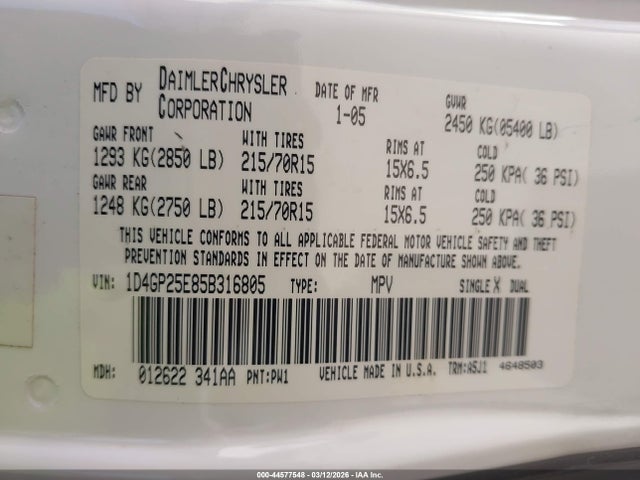 MFD BY DAIMLERCHRYSLER CORPORATION DATE OF MFR 1-05 GVWR 2450 KG(05400 LB)
GAWR FRONT WITH TIRES RIMS AT COLD
1293 KG(2850 LB) 215/70R15 15X6.5 250 KPA( 36 PSI)
GAWR REAR WITH TIRES RIMS AT COLD
1248 KG(2750 LB) 215/70R15 15X6.5 250 KPA( 36 PSI)
THIS VEHICLE CONFORMS TO ALL APPLICABLE FEDERAL MOTOR VEHICLE SAFETY AND THEFT
PREVENTION STANDARDS IN EFFECT ON THE DATE OF MANUFACTURE SHOWN ABOVE.
VIN: 1D4GP25E85B316805 TYPE: MPV SINGLE X DUAL
MDH: 012622 341AA PNT:PW1 VEHICLE MADE IN U.S.A. TRM:ASJ1 4648503
000-44577548 - 03/12/2026 - IAA Inc.